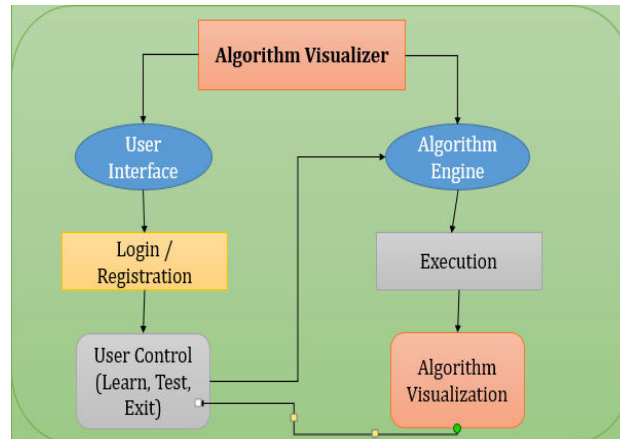 Algorithm Visualizer
User
Interface
Algorithm
Engine
Login /
Registration
Execution
User Control
(Learn, Test,
Exit)
Algorithm
Visualization